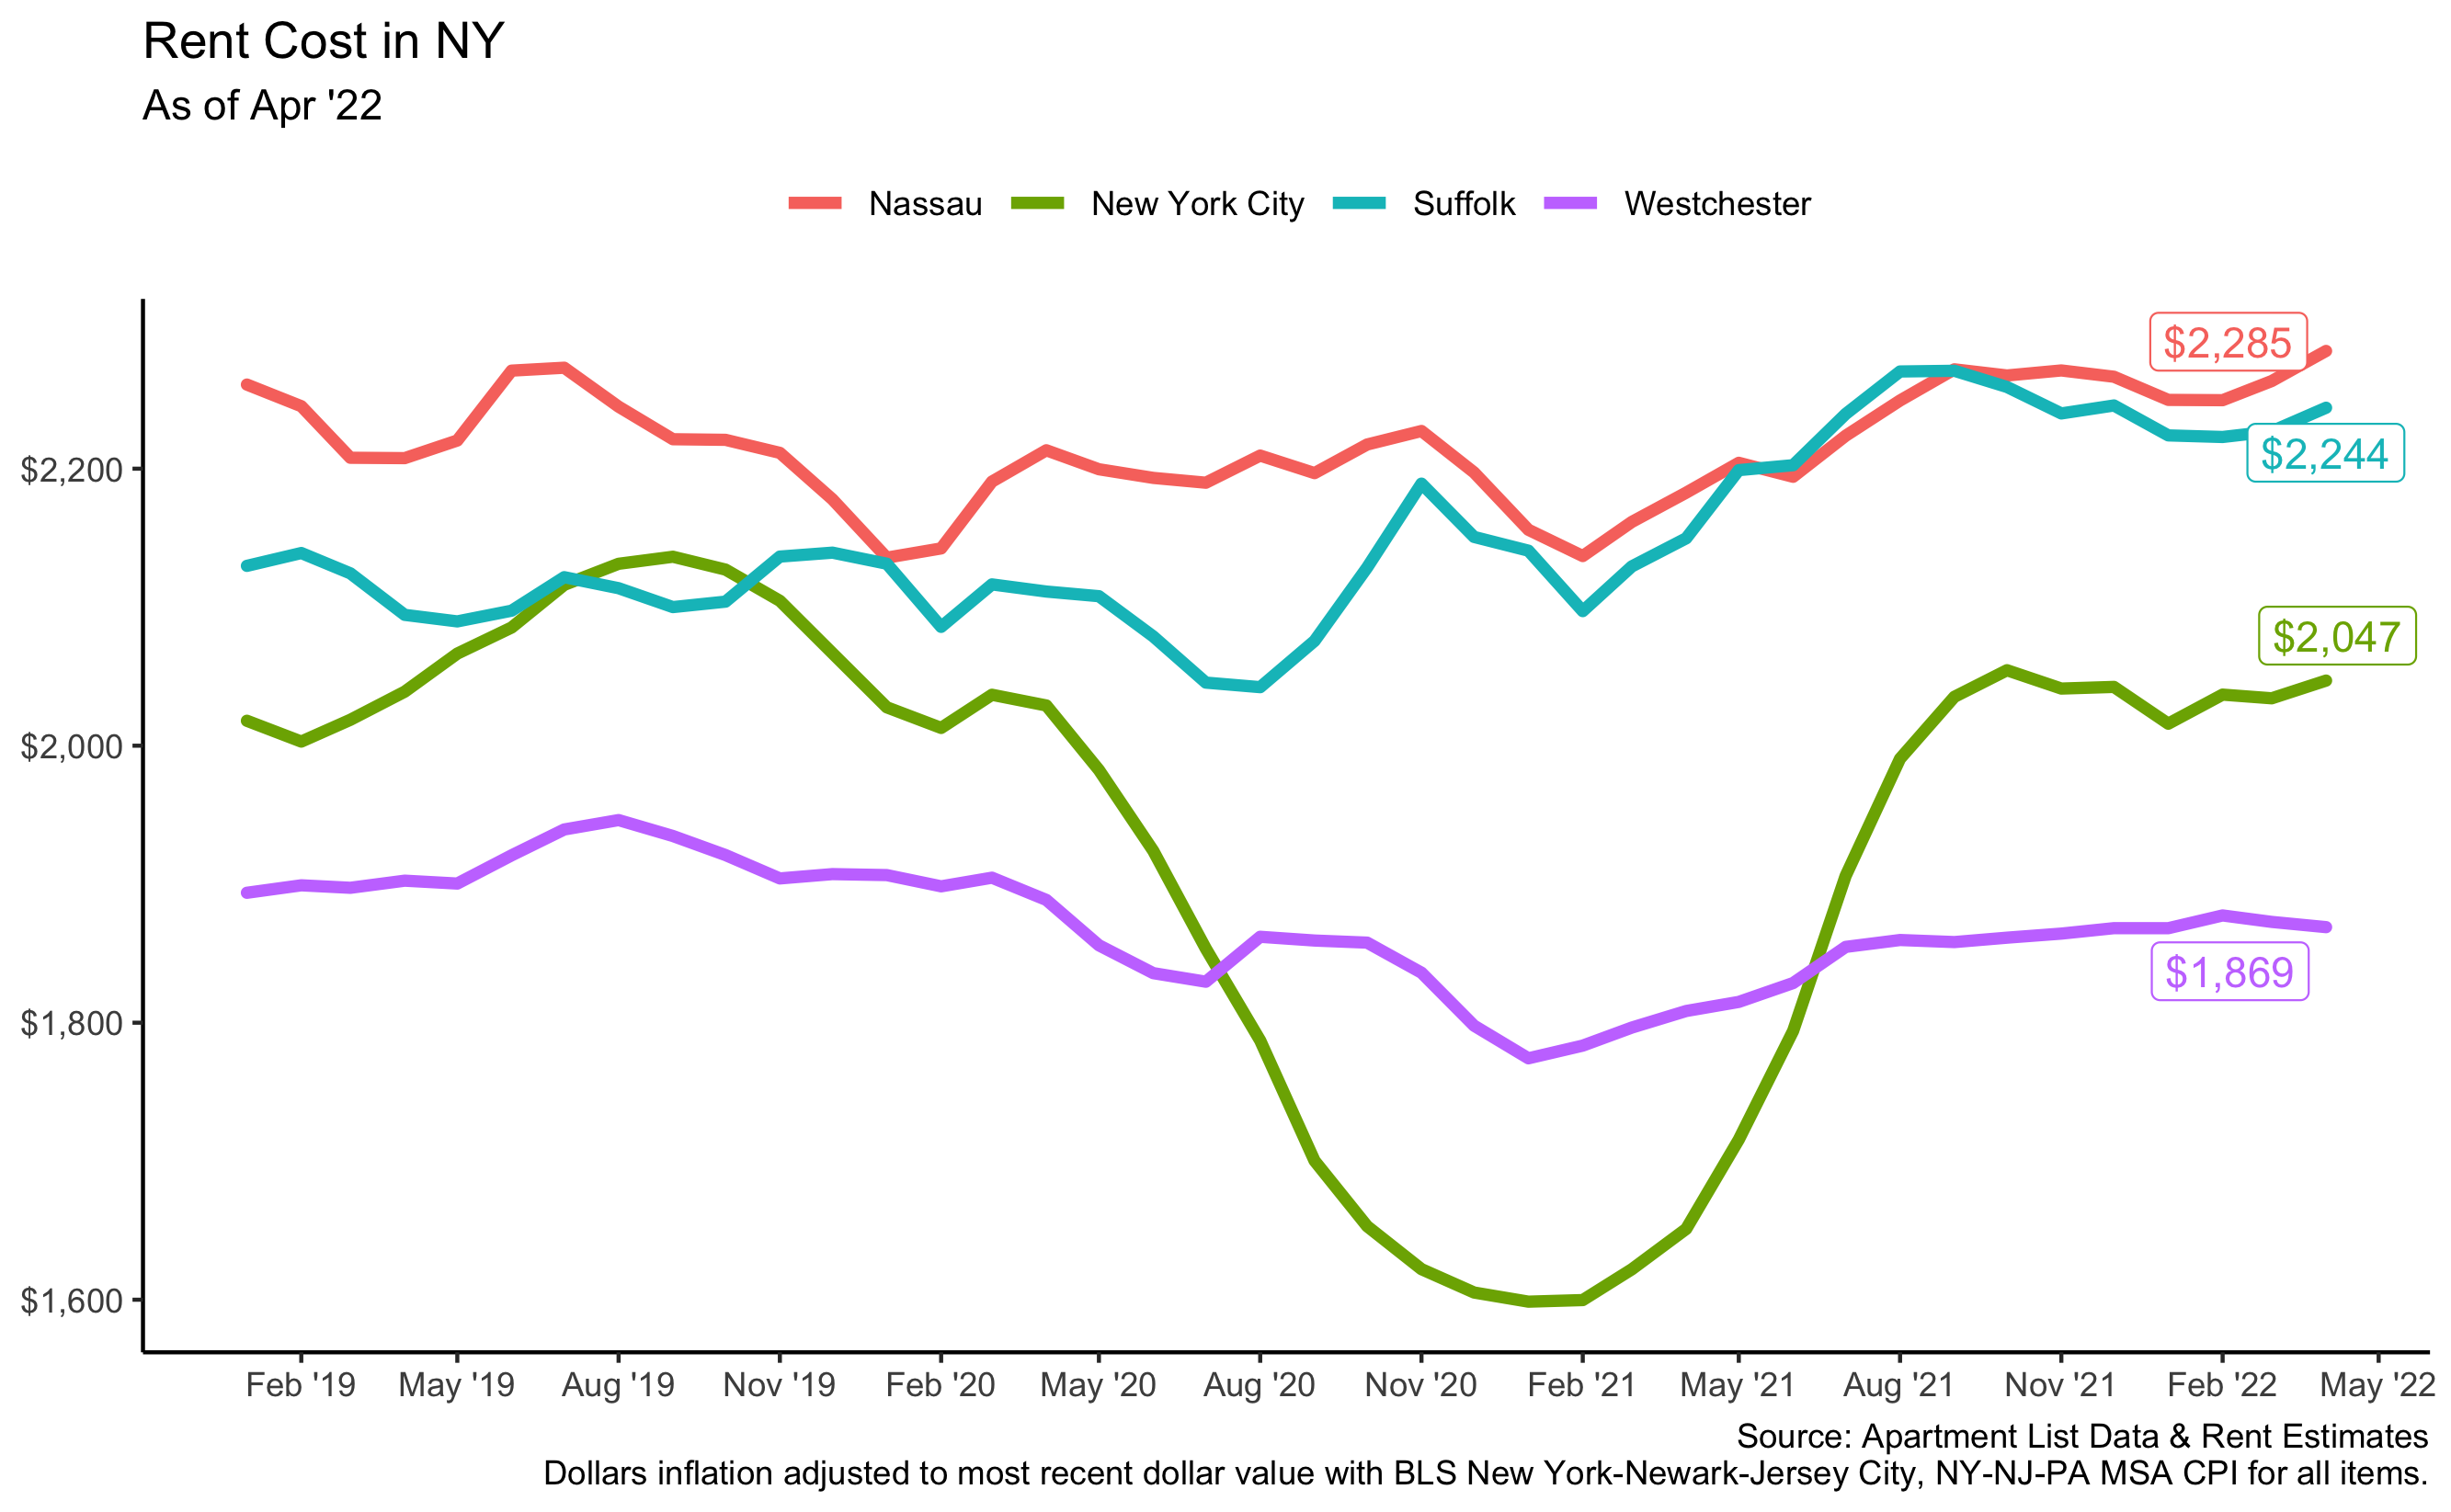 Rent Cost in NY
As of Apr '22
Nassau New York City Suffolk Westchester
$2,285
$2,200
$2,244
$2,047
$2,000
$1,869
$1,800
$1,600
Feb '19 May '19 Aug '19 Nov '19 Feb '20 May '20 Aug '20 Nov '20 Feb '21 May '21 Aug '21 Nov '21 Feb '22 May '22
Source: Apartment List Data & Rent Estimates
Dollars inflation adjusted to most recent dollar value with BLS New York-Newark-Jersey City, NY-NJ-PA MSA CPI for all items.